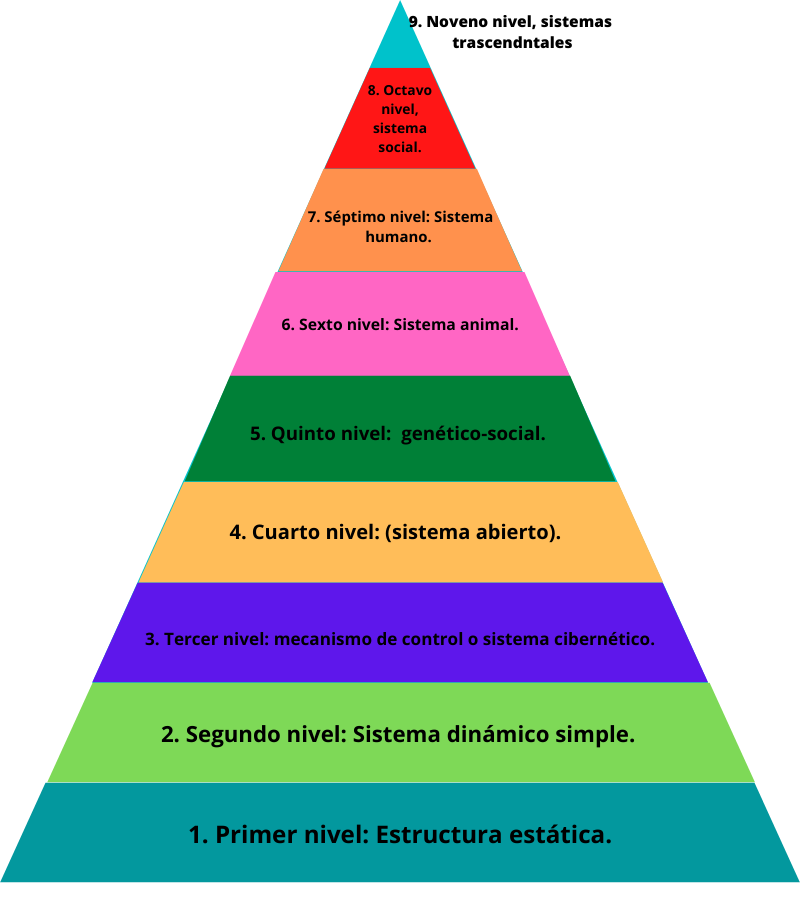 9. Noveno nivel, sistemas
trascendntales
8. Octavo
nivel,
sistema
social.
7. Séptimo nivel: Sistema
humano.
6. Sexto nivel: Sistema animal.
5. Quinto nivel:  genético-social.
4. Cuarto nivel: (sistema abierto).
3. Tercer nivel: mecanismo de control o sistema cibernético.
2. Segundo nivel: Sistema dinámico simple.
1. Primer nivel: Estructura estática.